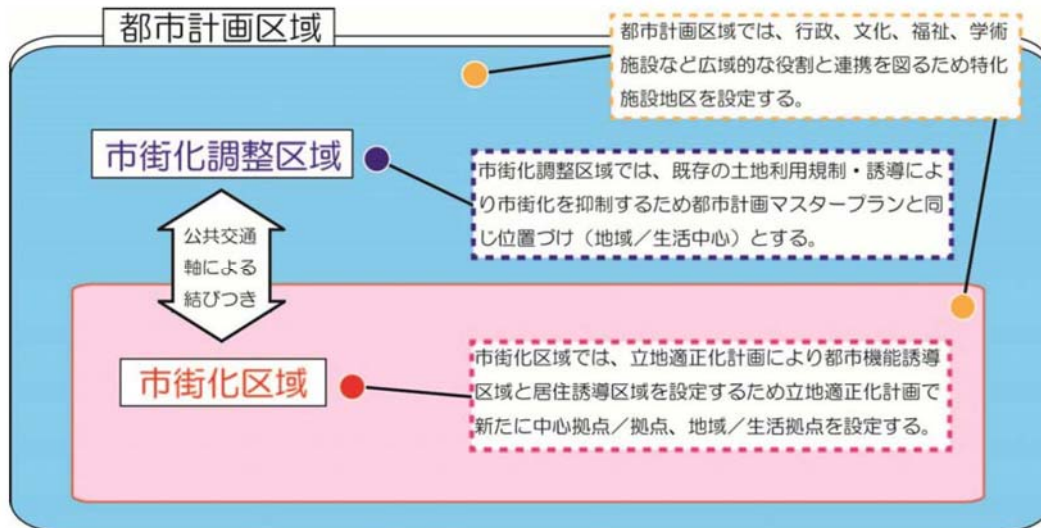 都市計画区域
都市計画区域では、行政、文化、福祉、学術
施設など広域的な役割と連携を図るため特化
施設地区を設定する。
市街化調整区域
市街化調整区域では、既存の土地利用規制・誘導によ
り市街化を抑制するため都市計画マスタープランと同
じ位置づけ（地域／生活中心）とする。
公共交通
軸による
結びつき
市街化区域
市街化区域では、立地適正化計画により都市機能誘導
区域と居住誘導区域を設定するため立地適正化計画で
新たに中心拠点／拠点、地域／生活拠点を設定する。